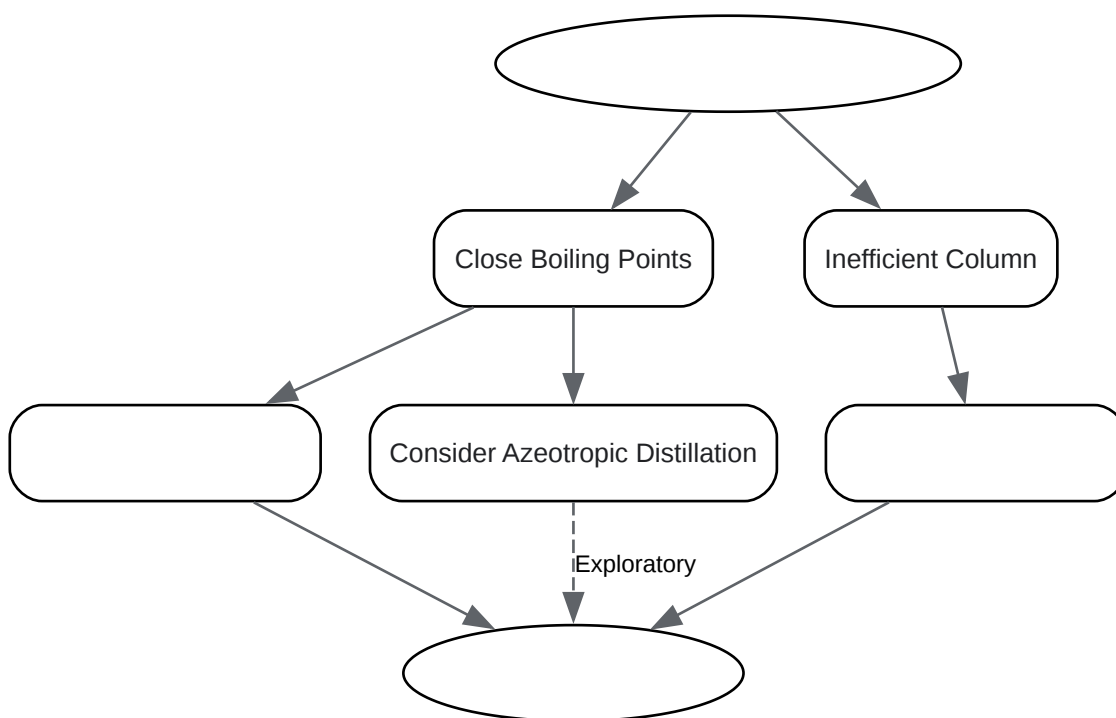 Close Boiling Points
Inefficient Column
Consider Azeotropic Distillation
Exploratory